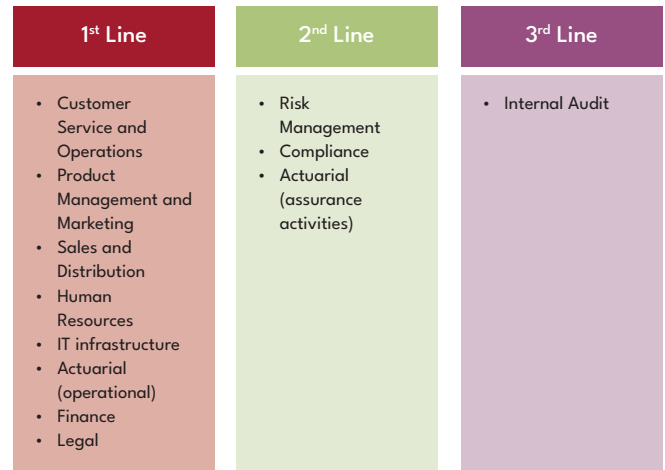 1st Line
• Customer
Service and
Operations
• Product
Management and
Marketing
• Sales and
Distribution
• Human
Resources
• IT infrastructure
• Actuarial
(operational)
• Finance
• Legal
2nd Line
• Risk
Management
• Compliance
• Actuarial
(assurance
activities)
3rd Line
• Internal Audit